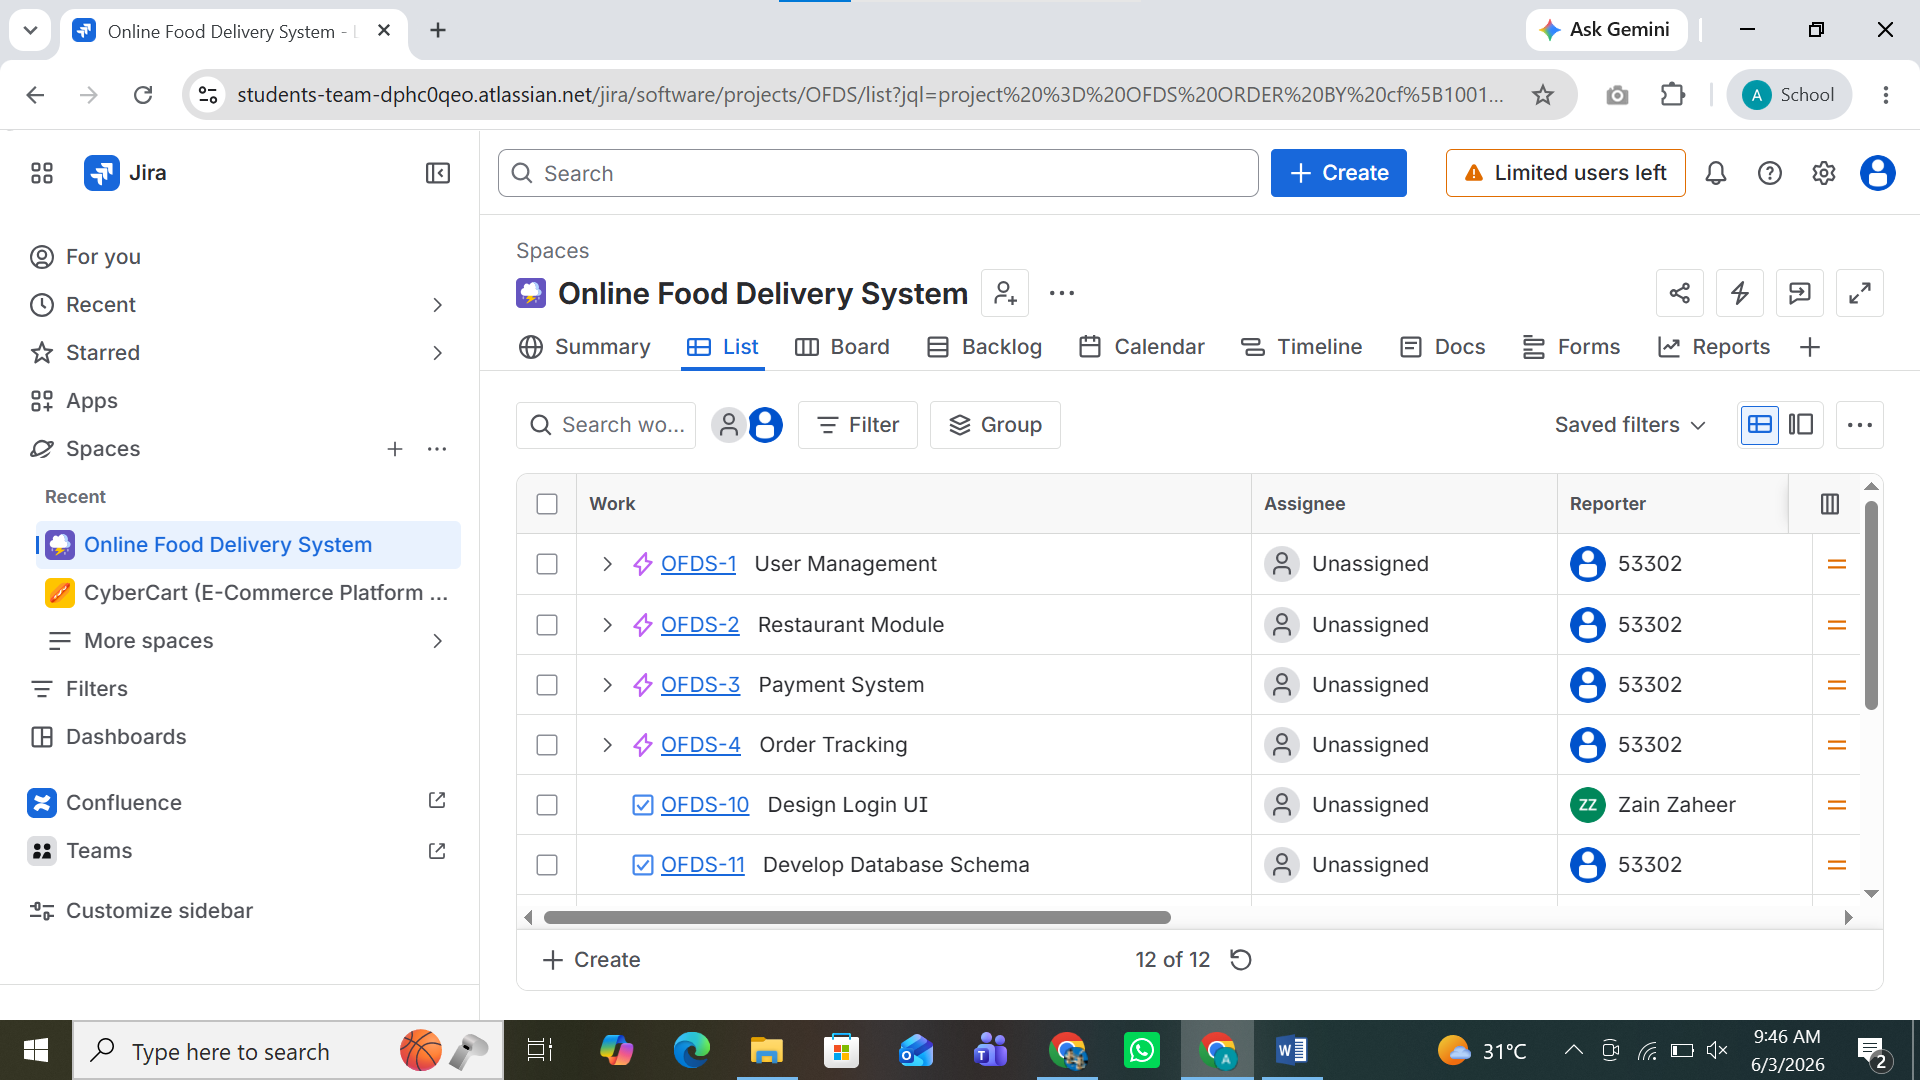 Online Food Delivery System -
Ask Gemini
students-team-dphc0qeo.atlassian.net/jira/software/projects/OFDS/list?jql=project%20%3D%20OFDS%20ORDER%20BY%20cf%5B1001...
A School
Jira
Search
+ Create
Limited users left
For you
Recent
Starred
Apps
Spaces
Recent
Online Food Delivery System
CyberCart (E-Commerce Platform ...
More spaces
Filters
Dashboards
Confluence
Teams
Customize sidebar
Spaces
Online Food Delivery System
Summary List Board Backlog Calendar Timeline Docs Forms Reports
Search wo... Filter Group Saved filters
Work Assignee Reporter
OFDS-1 User Management Unassigned 53302
OFDS-2 Restaurant Module Unassigned 53302
OFDS-3 Payment System Unassigned 53302
OFDS-4 Order Tracking Unassigned 53302
OFDS-10 Design Login UI Unassigned ZZ Zain Zaheer
OFDS-11 Develop Database Schema Unassigned 53302
+ Create 12 of 12
Type here to search
31°C
9:46 AM
6/3/2026
2